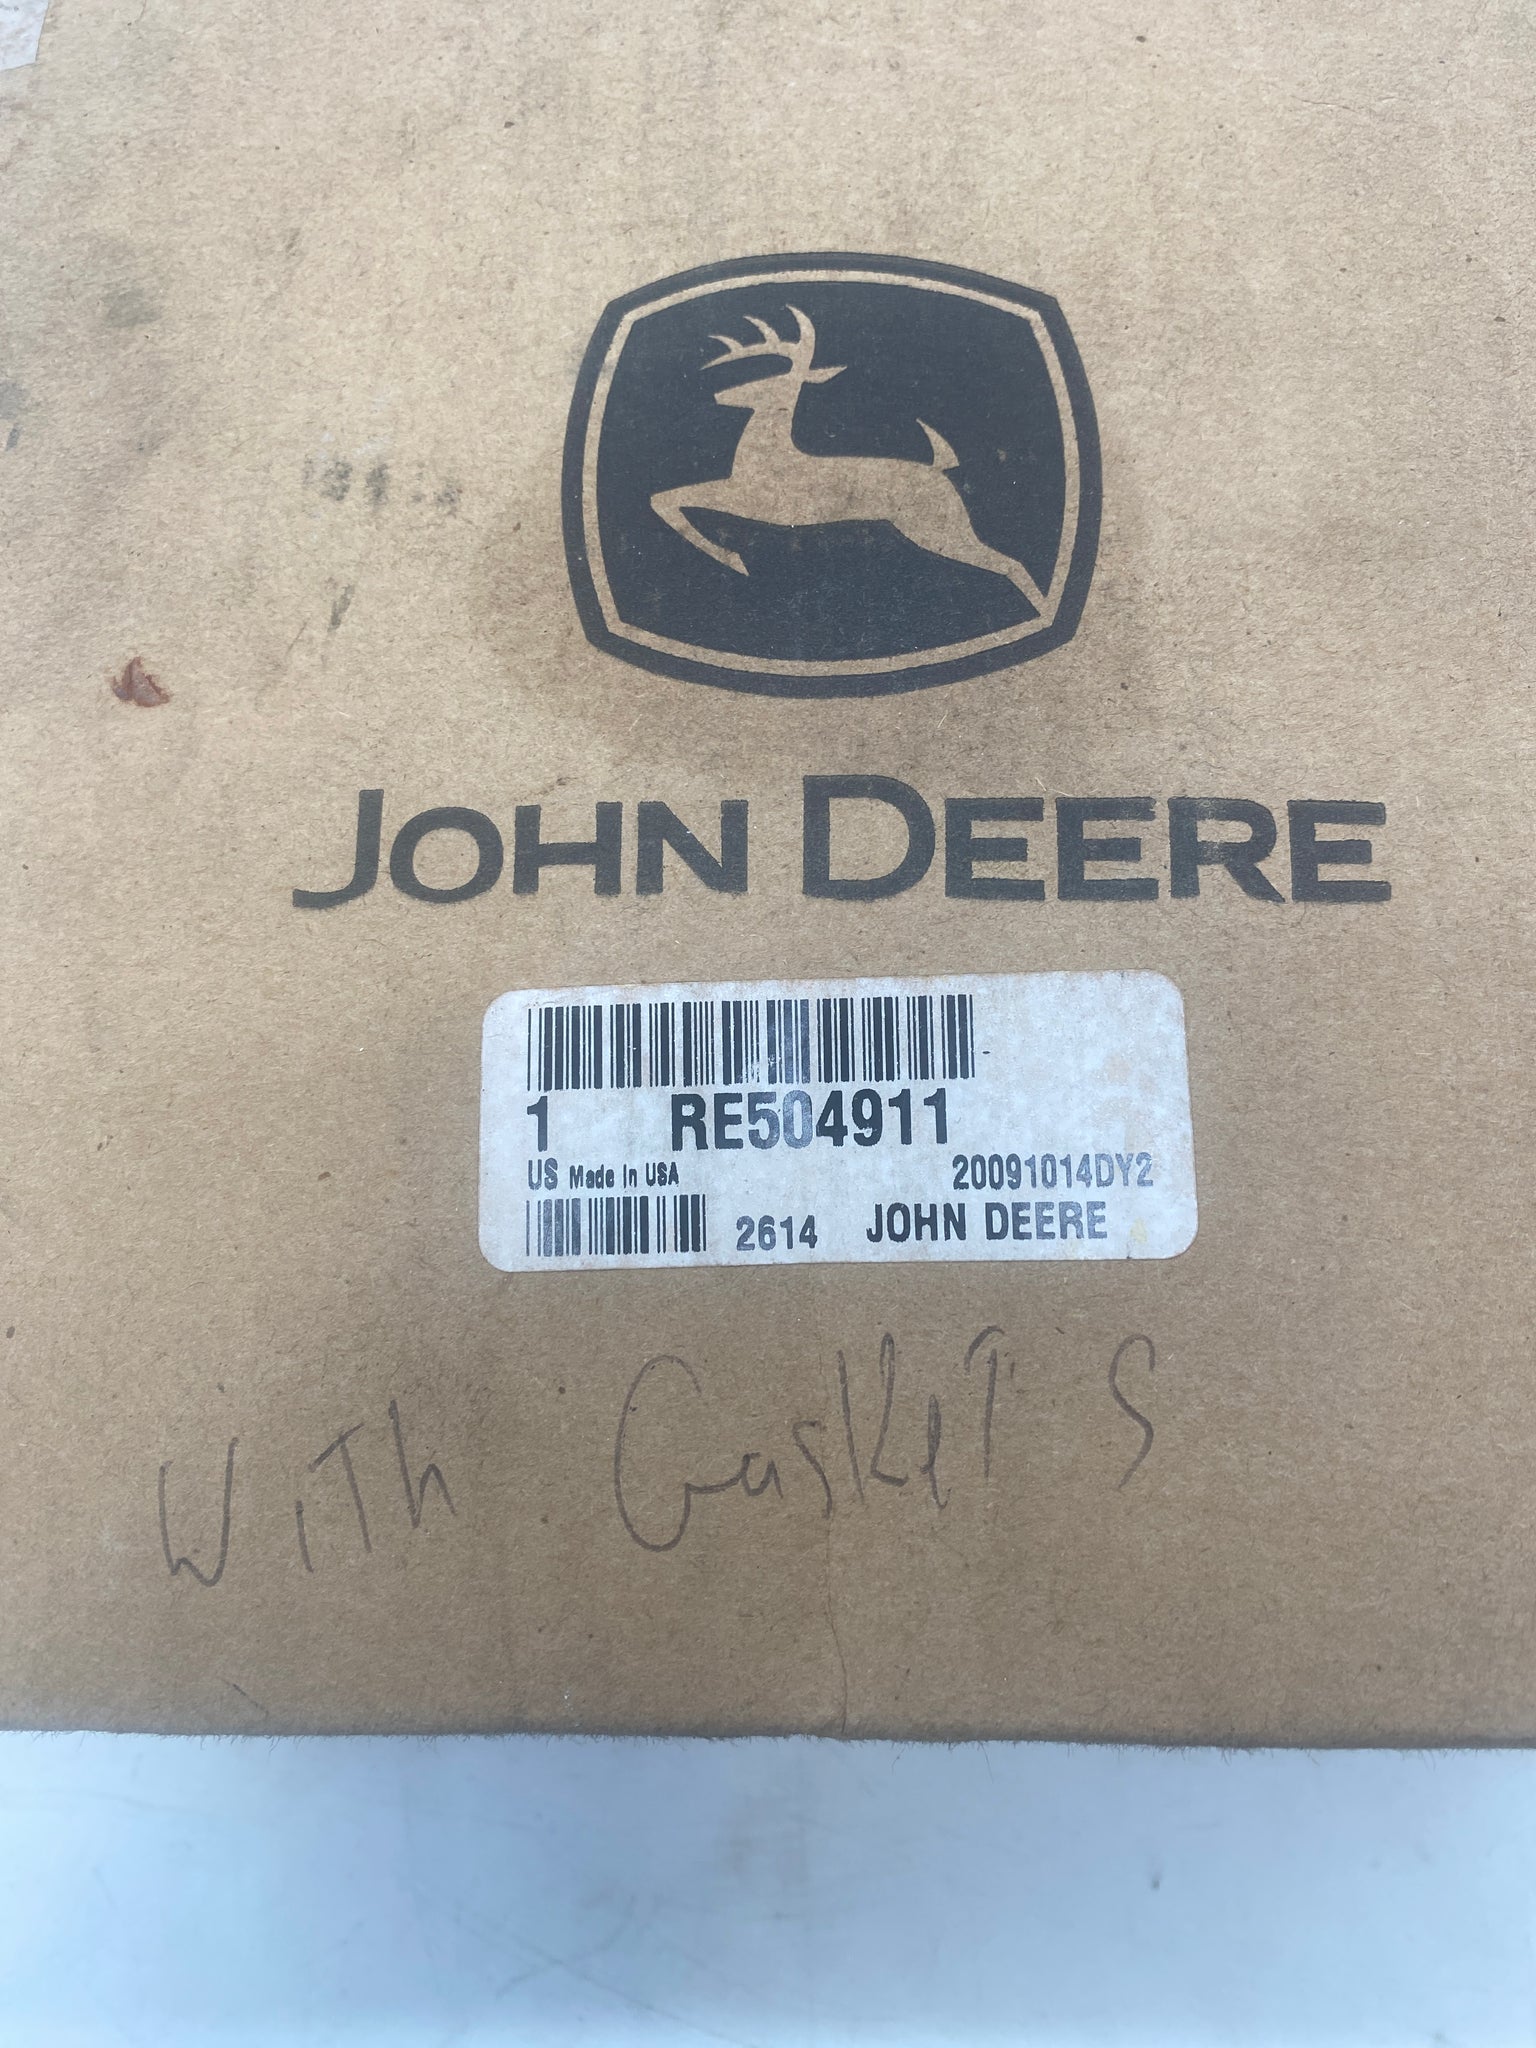 JOHN DEERE
1 RE504911
US Made In USA 20091014DY2
2614 JOHN DEERE
WiTh GaskeT S